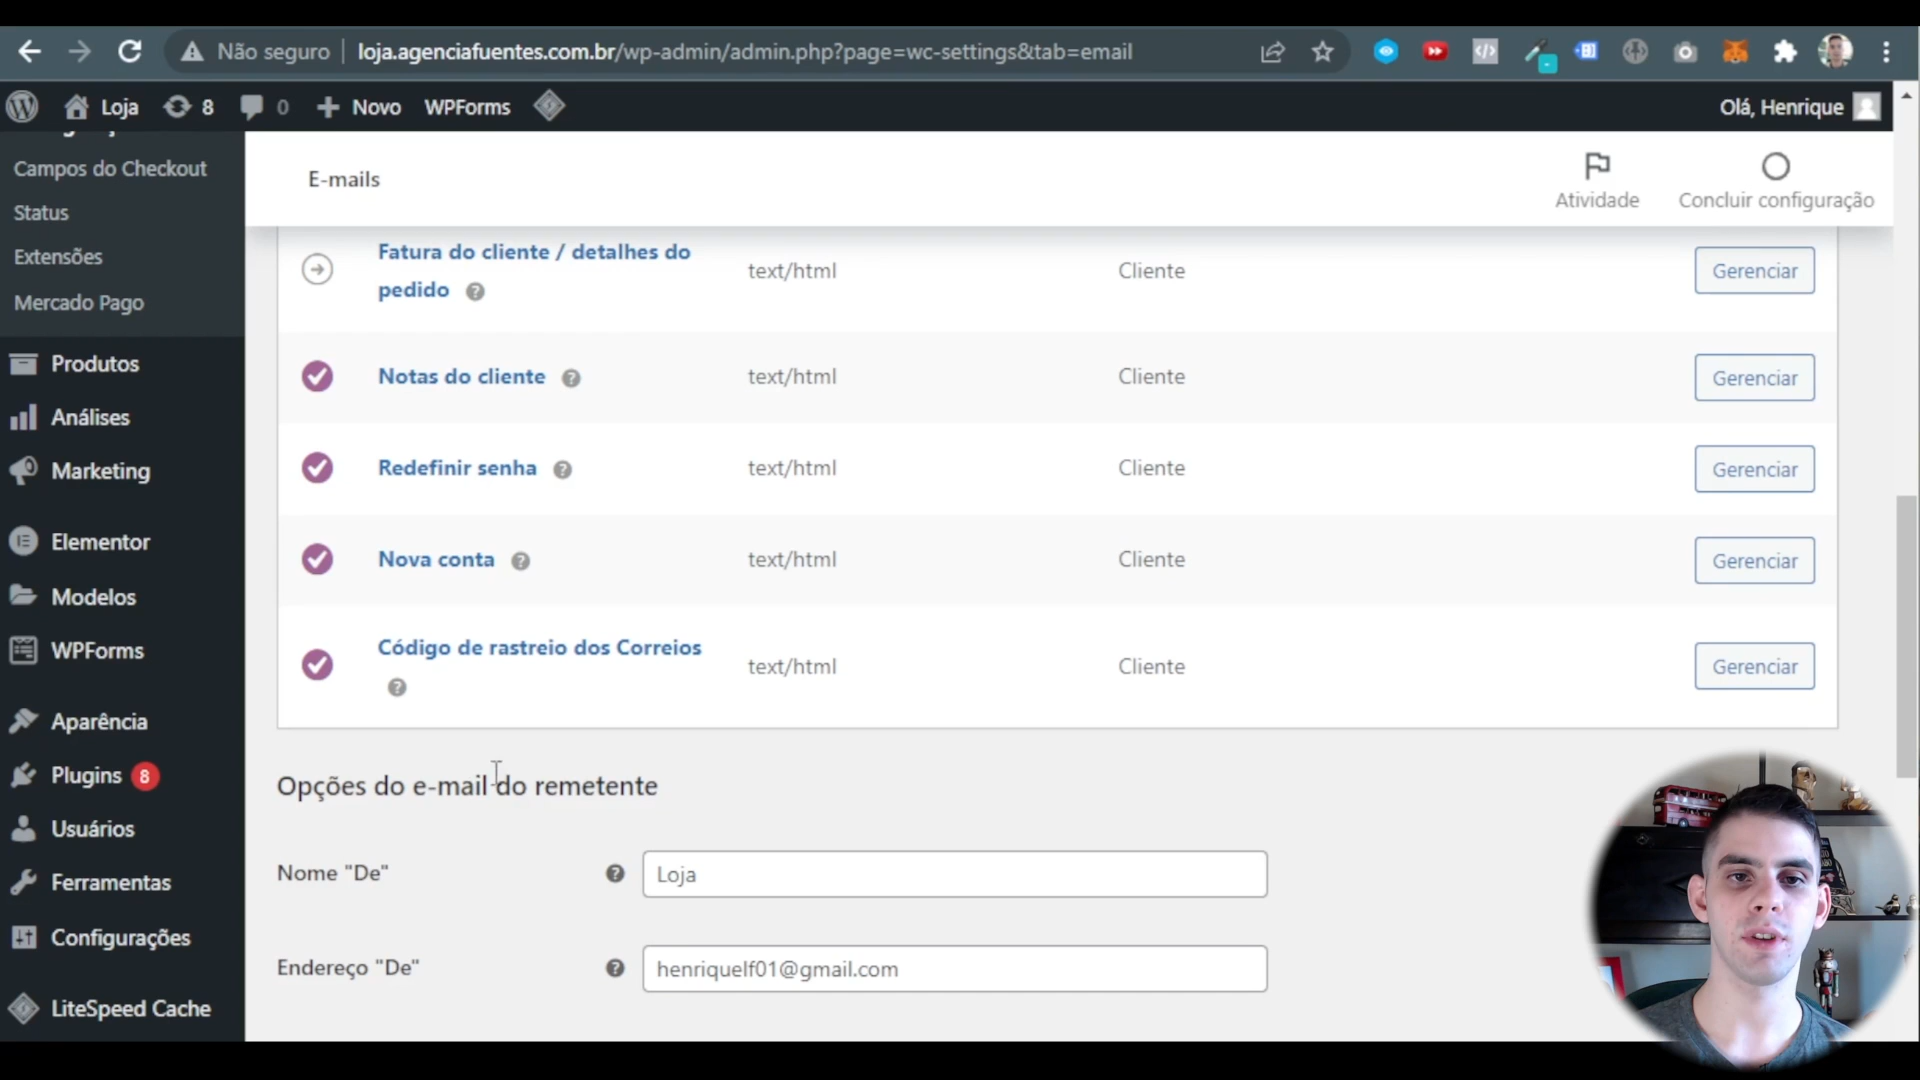 Não seguro
loja.agenciafuentes.com.br/wp-admin/admin.php?page=wc-settings&tab=email
Loja
8
0
Novo
WPForms
Olá, Henrique
Campos do Checkout
Status
Extensões
Mercado Pago
Produtos
Análises
Marketing
Elementor
Modelos
WPForms
Aparência
Plugins 8
Usuários
Ferramentas
Configurações
LiteSpeed Cache
E-mails
Atividade
Concluir configuração
Fatura do cliente / detalhes do
pedido
text/html
Cliente
Gerenciar
Notas do cliente
text/html
Cliente
Gerenciar
Redefinir senha
text/html
Cliente
Gerenciar
Nova conta
text/html
Cliente
Gerenciar
Código de rastreio dos Correios
text/html
Cliente
Gerenciar
Opções do e-mail do remetente
Nome "De"
Loja
Endereço "De"
henriquelf01@gmail.com